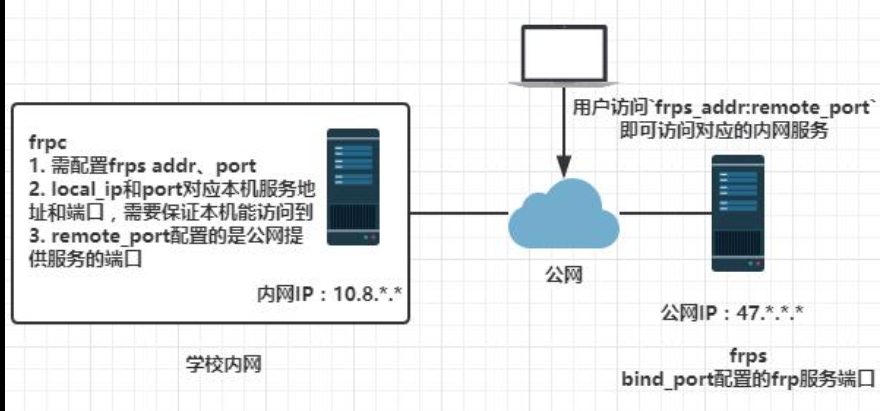 用户访问`frps_addr:remote_port`
即可访问对应的内网服务
frpc
1. 需配置frps addr、port
2. local_ip和port对应本机服务地
址和端口，需要保证本机能访问到
3. remote_port配置的是公网提
供服务的端口
内网IP：10.8.*.*
学校内网
公网
公网IP：47.*.*.*
frps
bind_port配置的frp服务端口